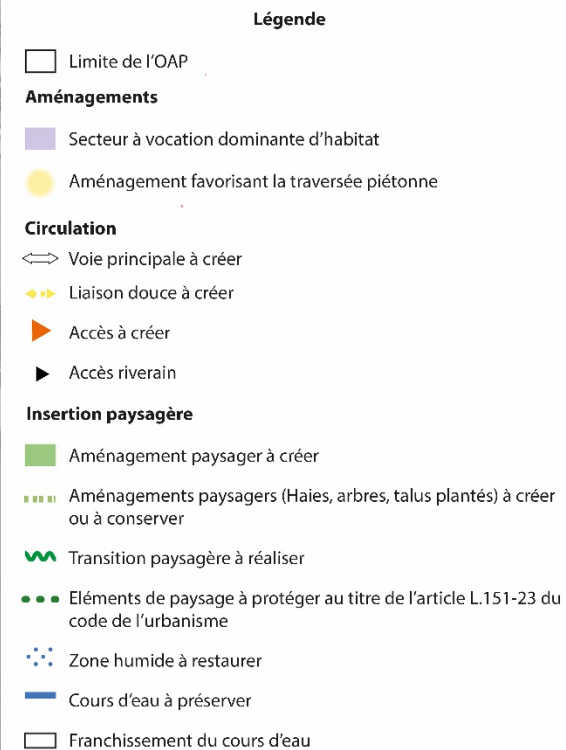 Légende
Limite de l'OAP
Aménagements
Secteur à vocation dominante d'habitat
Aménagement favorisant la traversée piétonne
Circulation
Voie principale à créer
Liaison douce à créer
Accès à créer
Accès riverain
Insertion paysagère
Aménagement paysager à créer
Aménagements paysagers (Haies, arbres, talus plantés) à créer
ou à conserver
Transition paysagère à réaliser
Eléments de paysage à protéger au titre de l'article L.151-23 du
code de l'urbanisme
Zone humide à restaurer
Cours d'eau à préserver
Franchissement du cours d'eau